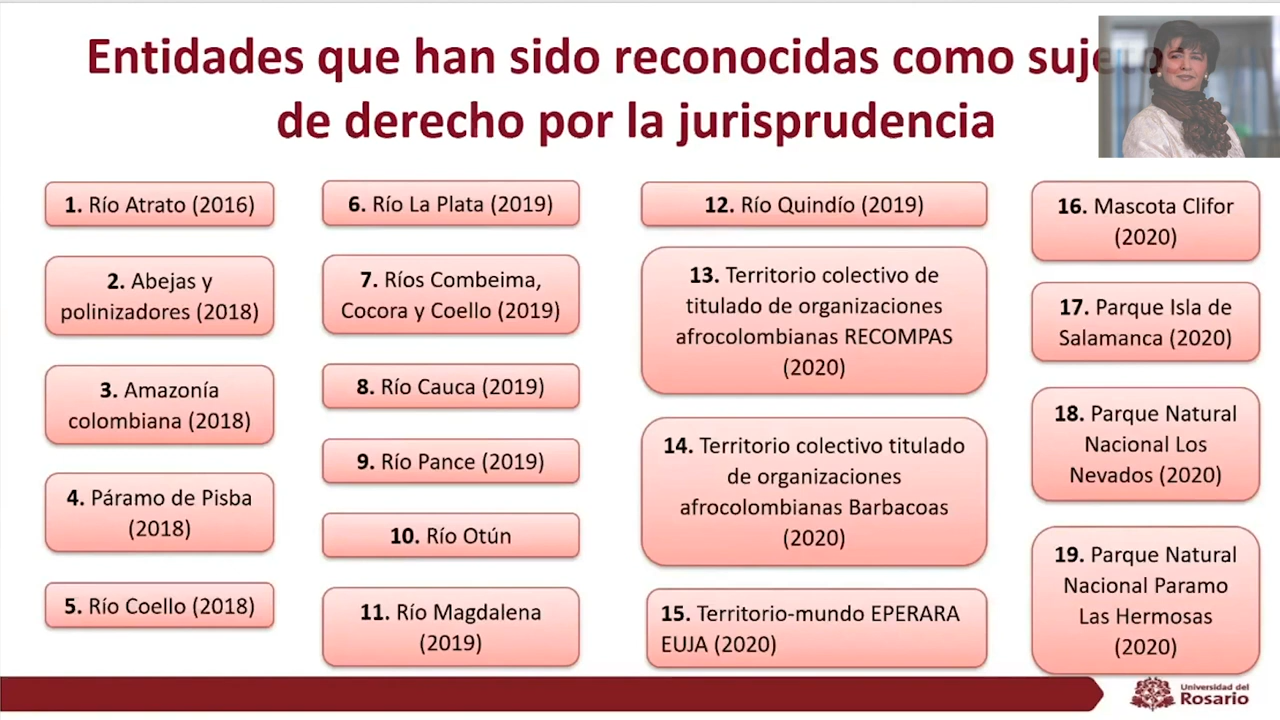 Entidades que han sido reconocidas como sujeto
de derecho por la jurisprudencia
1. Río Atrato (2016)
2. Abejas y
polinizadores (2018)
3. Amazonía
colombiana (2018)
4. Páramo de Pisba
(2018)
5. Río Coello (2018)
6. Río La Plata (2019)
7. Ríos Combeima,
Cocora y Coello (2019)
8. Río Cauca (2019)
9. Río Pance (2019)
10. Río Otún
11. Río Magdalena
(2019)
12. Río Quindío (2019)
13. Territorio colectivo de
titulado de organizaciones
afrocolombianas RECOMPAS
(2020)
14. Territorio colectivo titulado
de organizaciones
afrocolombianas Barbacoas
(2020)
15. Territorio-mundo EPERARA
EUJA (2020)
16. Mascota Clifor
(2020)
17. Parque Isla de
Salamanca (2020)
18. Parque Natural
Nacional Los
Nevados (2020)
19. Parque Natural
Nacional Paramo
Las Hermosas
(2020)
Universidad del
Rosario